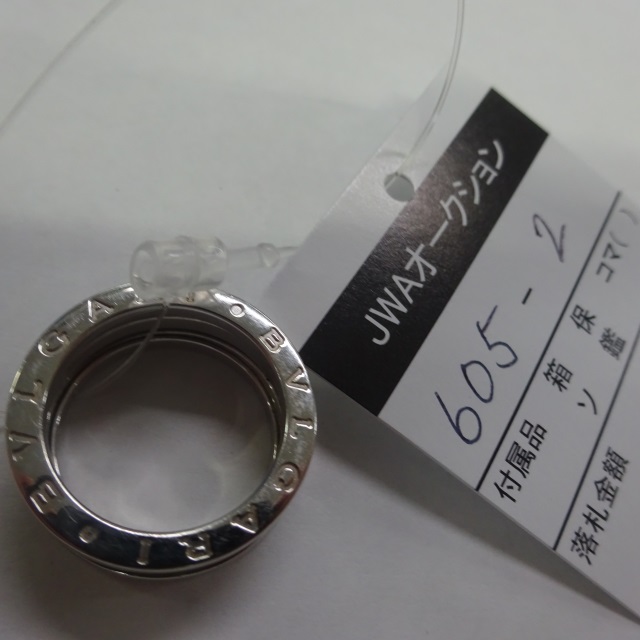 BVLGARI•BVLGARI
JWAオークション
605-2
付属品 箱 保 コマ( )
ソ 鑑
落札金額